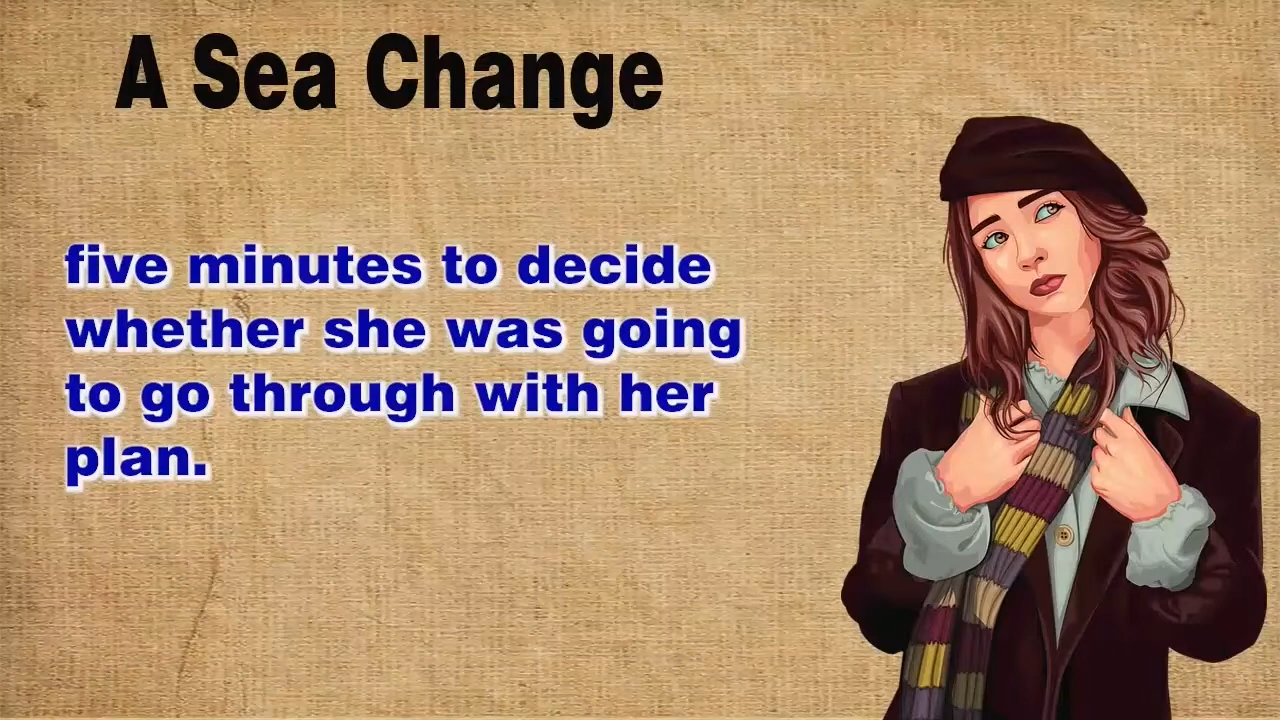 A Sea Change
five minutes to decide
whether she was going
to go through with her
plan.